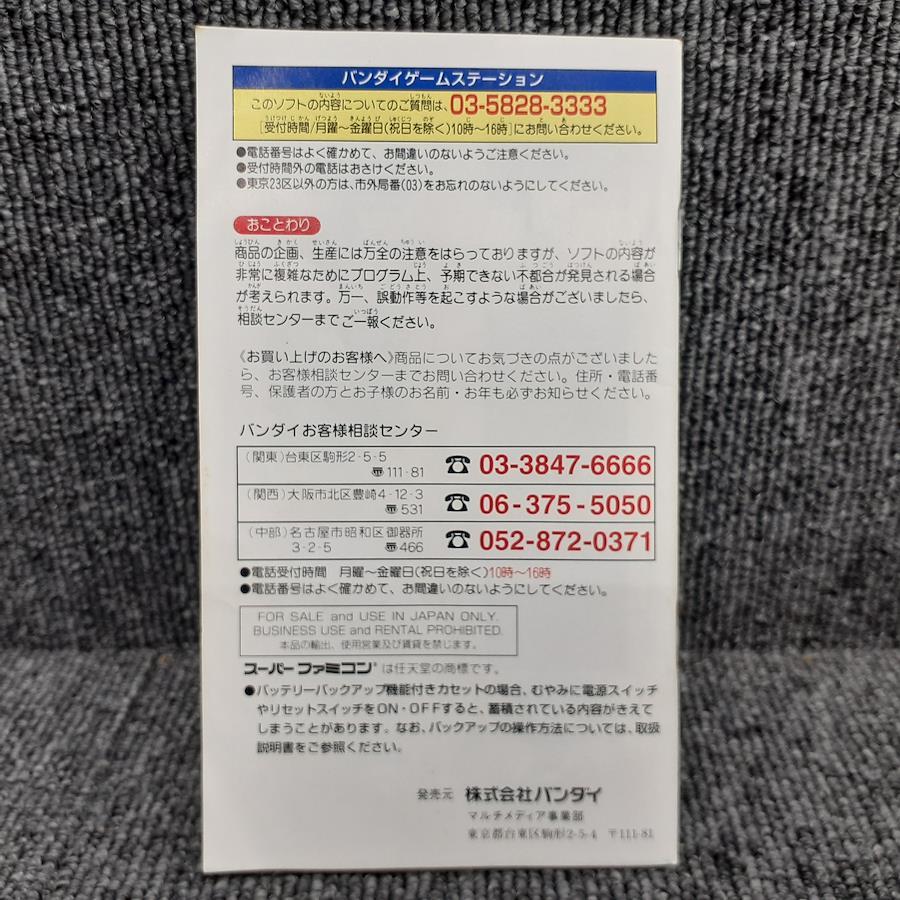 バンダイゲームステーション
このソフトの内容についてのご質問は、03-5828-3333
[受付時間/月曜～金曜日(祝日を除く)10時～16時]にお問い合わせください。
●電話番号はよく確かめて、お間違いのないようご注意ください。
●受付時間外の電話はおさけください。
●東京23区以外の方は、市外局番(03)をお忘れのないようにしてください。
おことわり
商品の企画、生産には万全の注意をはらっておりますが、ソフトの内容が
非常に複雑なためにプログラム上、予期できない不都合が発見される場合
が考えられます。万一、誤動作等を起こすような場合がございましたら、
相談センターまでご一報ください。
《お買い上げのお客様へ》商品についてお気づきの点がございました
ら、お客様相談センターまでお問い合わせください。住所・電話番
号、保護者の方とお子様のお名前・お年も必ずお知らせください。
バンダイお客様相談センター
(関東)台東区駒形2-5-5
〠111-81 ☎ 03-3847-6666
(関西)大阪市北区豊崎4-12-3
〠531 ☎ 06-375-5050
(中部)名古屋市昭和区御器所
3-2-5 〠466 ☎ 052-872-0371
●電話受付時間 月曜～金曜日(祝日を除く)10時～16時
●電話番号はよく確かめて、お間違いのないようにしてください。
FOR SALE and USE IN JAPAN ONLY.
BUSINESS USE and RENTAL PROHIBITED.
本品の輸出、使用営業及び賃貸を禁じます。
スーパーファミコン®は任天堂の商標です。
●バッテリーバックアップ機能付きカセットの場合、むやみに電源スイッチ
やリセットスイッチをON・OFFすると、蓄積されている内容がきえて
しまうことがあります。なお、バックアップの操作方法については、取扱
説明書をご参照ください。
発売元 株式会社バンダイ
マルチメディア事業部
東京都台東区駒形2-5-4 〒111-81